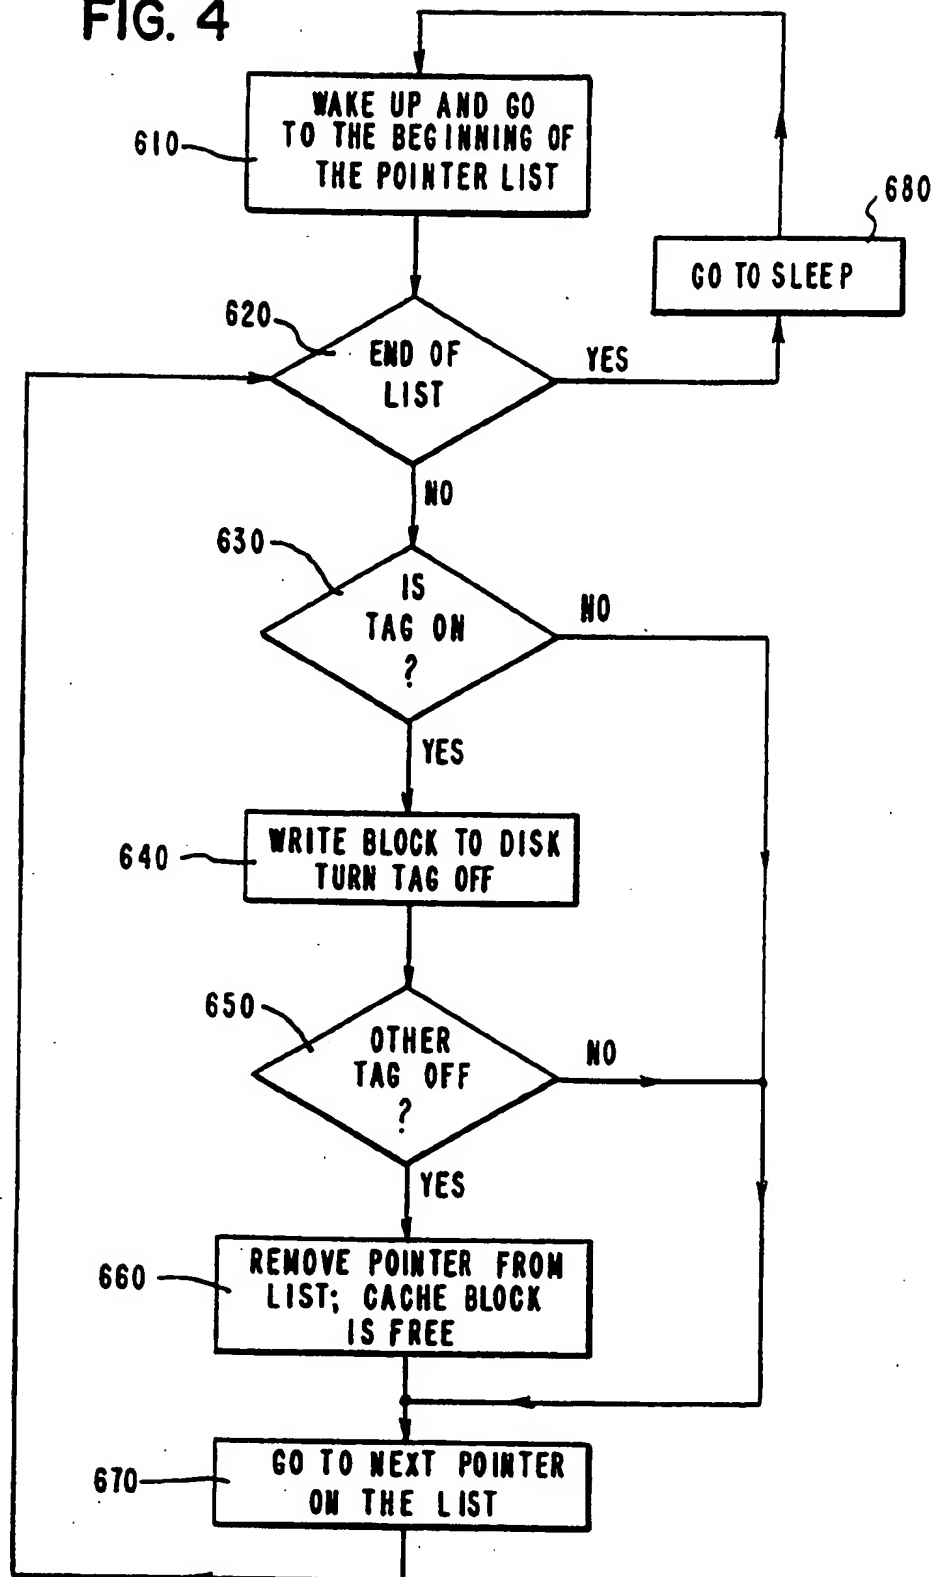 FIG. 4
WAKE UP AND GO
TO THE BEGINNING OF
THE POINTER LIST
610
680
GO TO SLEEP
620
END OF
LIST
YES
NO
630
IS
TAG ON
?
NO
YES
640
WRITE BLOCK TO DISK
TURN TAG OFF
650
OTHER
TAG OFF
?
NO
YES
660
REMOVE POINTER FROM
LIST; CACHE BLOCK
IS FREE
670
GO TO NEXT POINTER
ON THE LIST